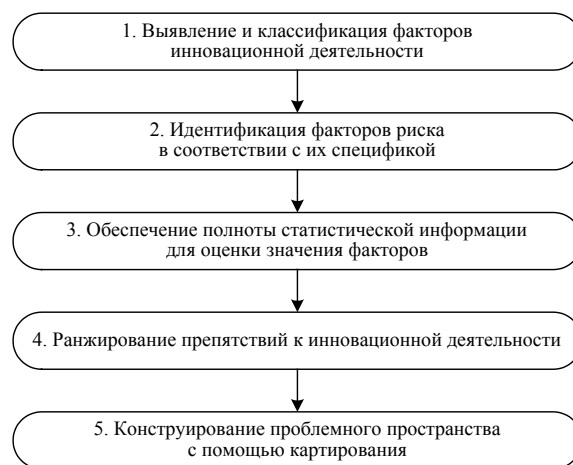 1. Выявление и классификация факторов
инновационной деятельности
2. Идентификация факторов риска
в соответствии с их спецификой
3. Обеспечение полноты статистической информации
для оценки значения факторов
4. Ранжирование препятствий к инновационной деятельности
5. Конструирование проблемного пространства
с помощью картирования